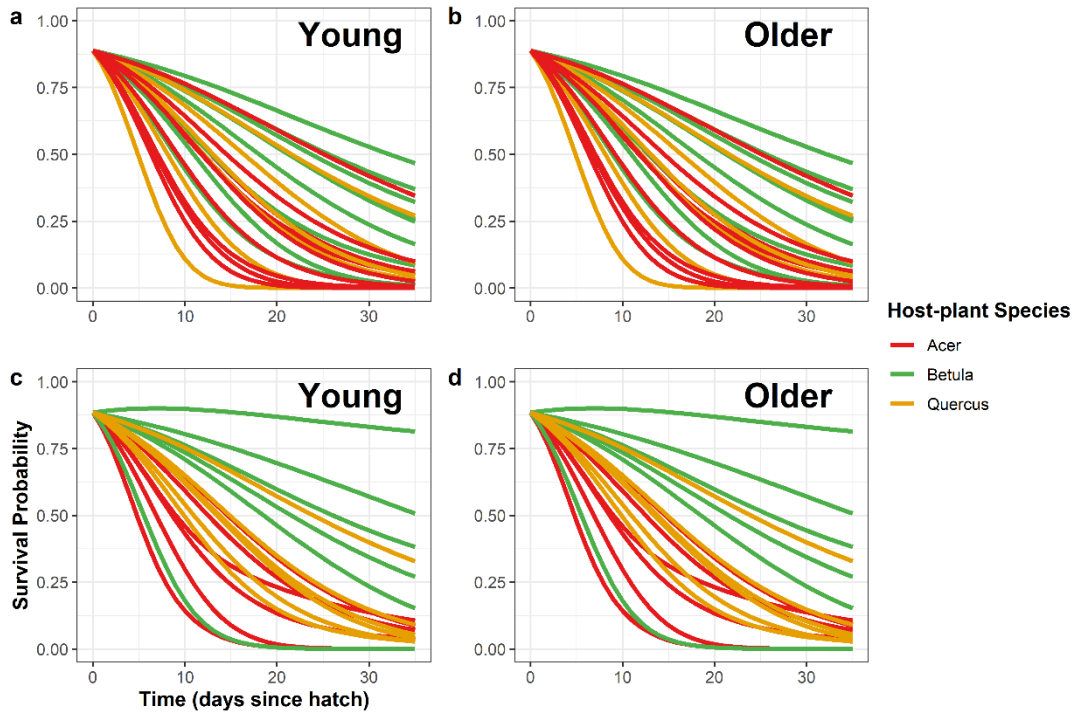 a
Young
1.00
0.75
0.50
0.25
0.00
0
10
20
30
b
Older
1.00
0.75
0.50
0.25
0.00
0
10
20
30
Host-plant Species
Acer
Betula
Quercus
c
Young
1.00
0.75
0.50
0.25
0.00
0
10
20
30
Survival Probability
Time (days since hatch)
d
Older
1.00
0.75
0.50
0.25
0.00
0
10
20
30